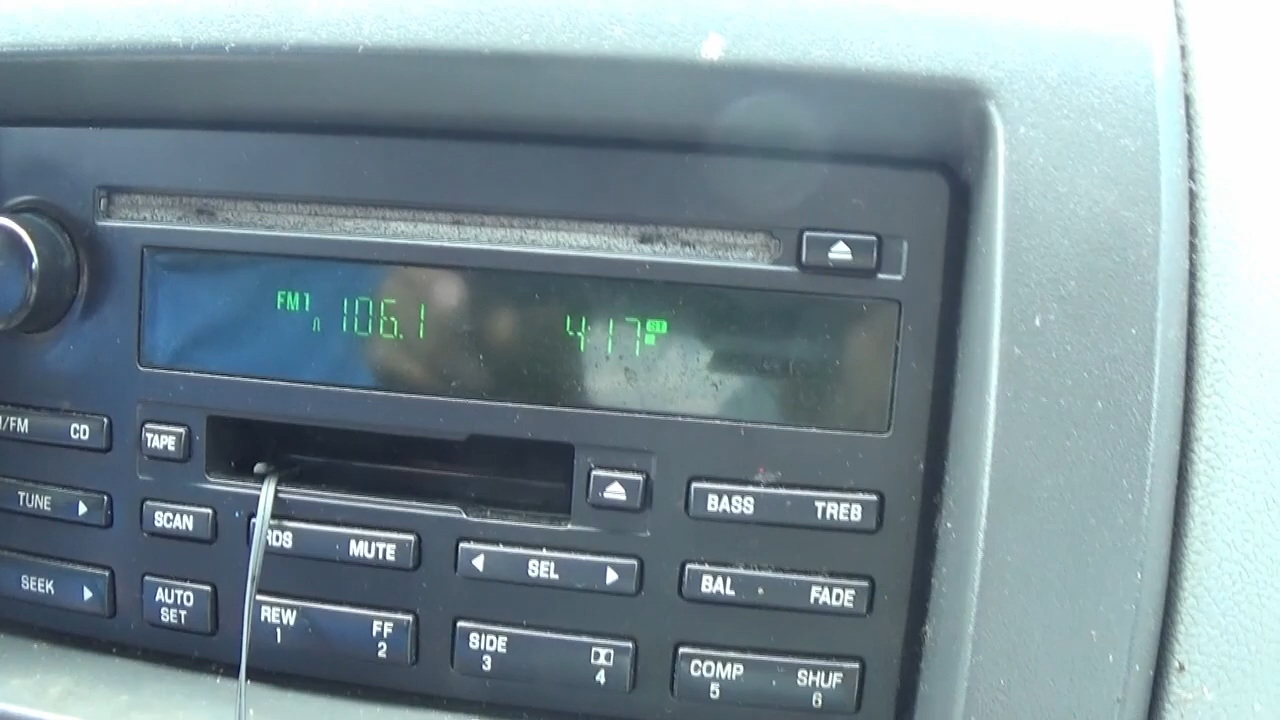 FM1 106.1 4:17 ST
/FM CD
TAPE
BASS TREB
TUNE
SCAN
RDS MUTE
SEL
BAL FADE
SEEK
AUTO
SET
REW
1
FF
2
SIDE
3
4
COMP
5
SHUF
6